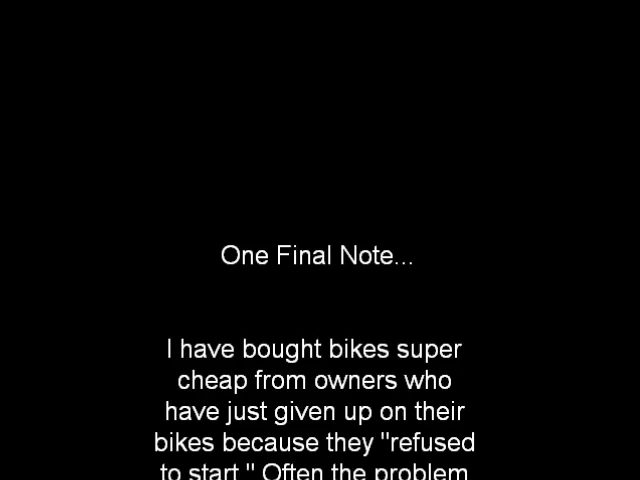 One Final Note...
I have bought bikes super
cheap from owners who
have just given up on their
bikes because they "refused
to start." Often the problem